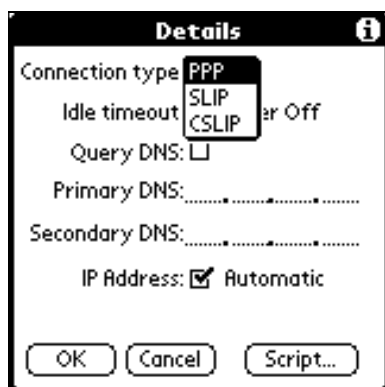 Details
Connection type PPP
SLIP
Idle timeout er Off
CSLIP
Query DNS:
Primary DNS:
Secondary DNS:
IP Address: Automatic
OK Cancel Script...